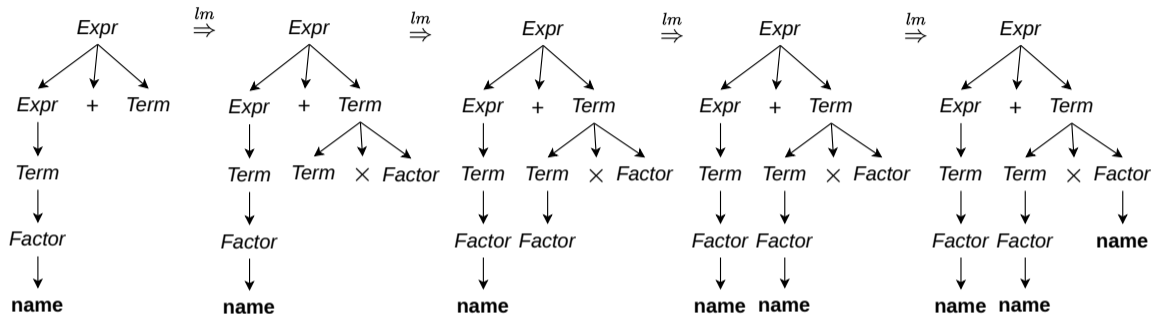 Expr lm ⇒ Expr lm ⇒ Expr lm ⇒ Expr lm ⇒ Expr
Expr + Term Expr + Term Expr + Term Expr + Term Expr + Term
Term Term Term × Factor Term Term × Factor Term Term × Factor Term Term × Factor
Factor Factor Factor Factor Factor Factor Factor Factor name
name name name name name name name